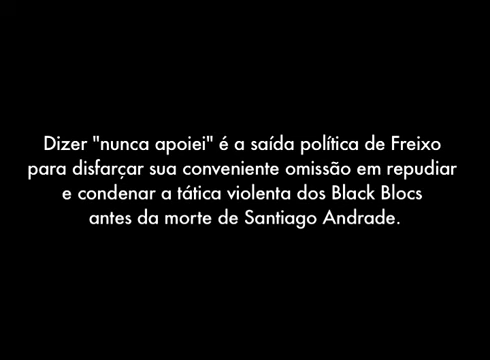 Dizer "nunca apoiei" é a saída política de Freixo
para disfarçar sua conveniente omissão em repudiar
e condenar a tática violenta dos Black Blocs
antes da morte de Santiago Andrade.